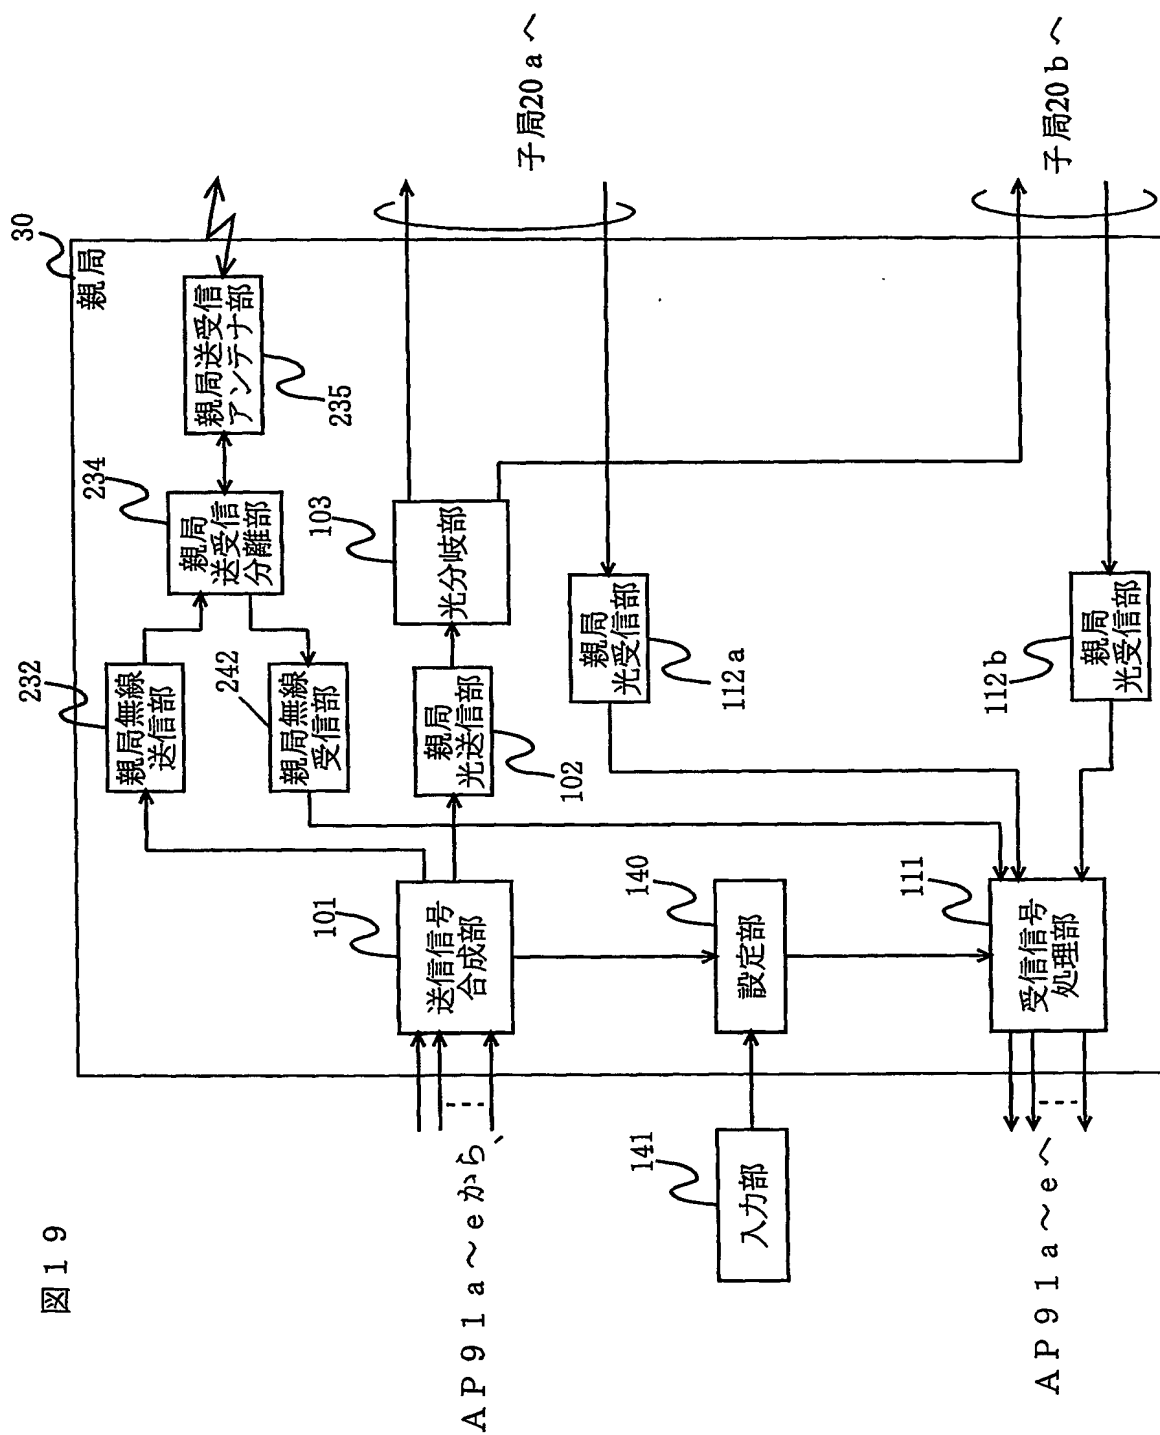 図19
30
親局
232
親局無線
送信部
234
親局
送受信
分離部
親局送受信
アンテナ部
235
242
親局無線
受信部
101
送信信号
合成部
親局
光送信部
102
103
光分岐部
子局20aへ
AP91a～eから
親局
光受信部
112a
141
入力部
140
設定部
111
受信信号
処理部
112b
親局
光受信部
子局20bへ
AP91a～eへ